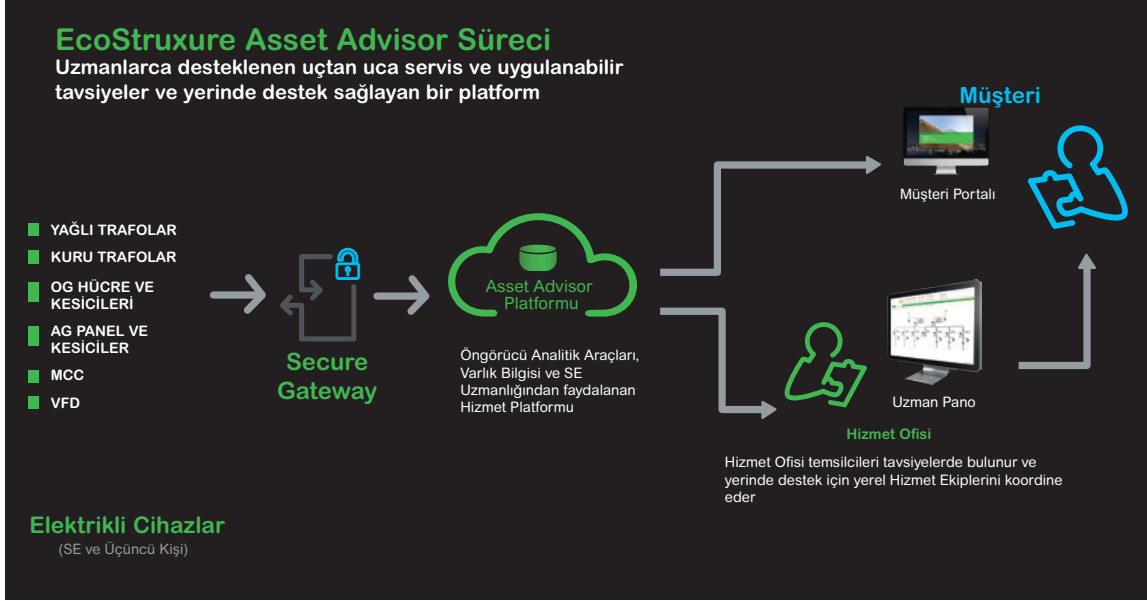 EcoStruxure Asset Advisor Süreci
Uzmanlarca desteklenen uçtan uca servis ve uygulanabilir
tavsiyeler ve yerinde destek sağlayan bir platform
Müşteri
Müşteri Portalı
YAĞLI TRAFOLAR
KURU TRAFOLAR
OG HÜCRE VE
KESİCİLERİ
AG PANEL VE
KESİCİLER
MCC
VFD
Secure
Gateway
Asset Advisor
Platformu
Öngörücü Analitik Araçları,
Varlık Bilgisi ve SE
Uzmanlığından faydalanan
Hizmet Platformu
Uzman Pano
Hizmet Ofisi
Hizmet Ofisi temsilcileri tavsiyelerde bulunur ve
yerinde destek için yerel Hizmet Ekiplerini koordine
eder
Elektrikli Cihazlar
(SE ve Üçüncü Kişi)